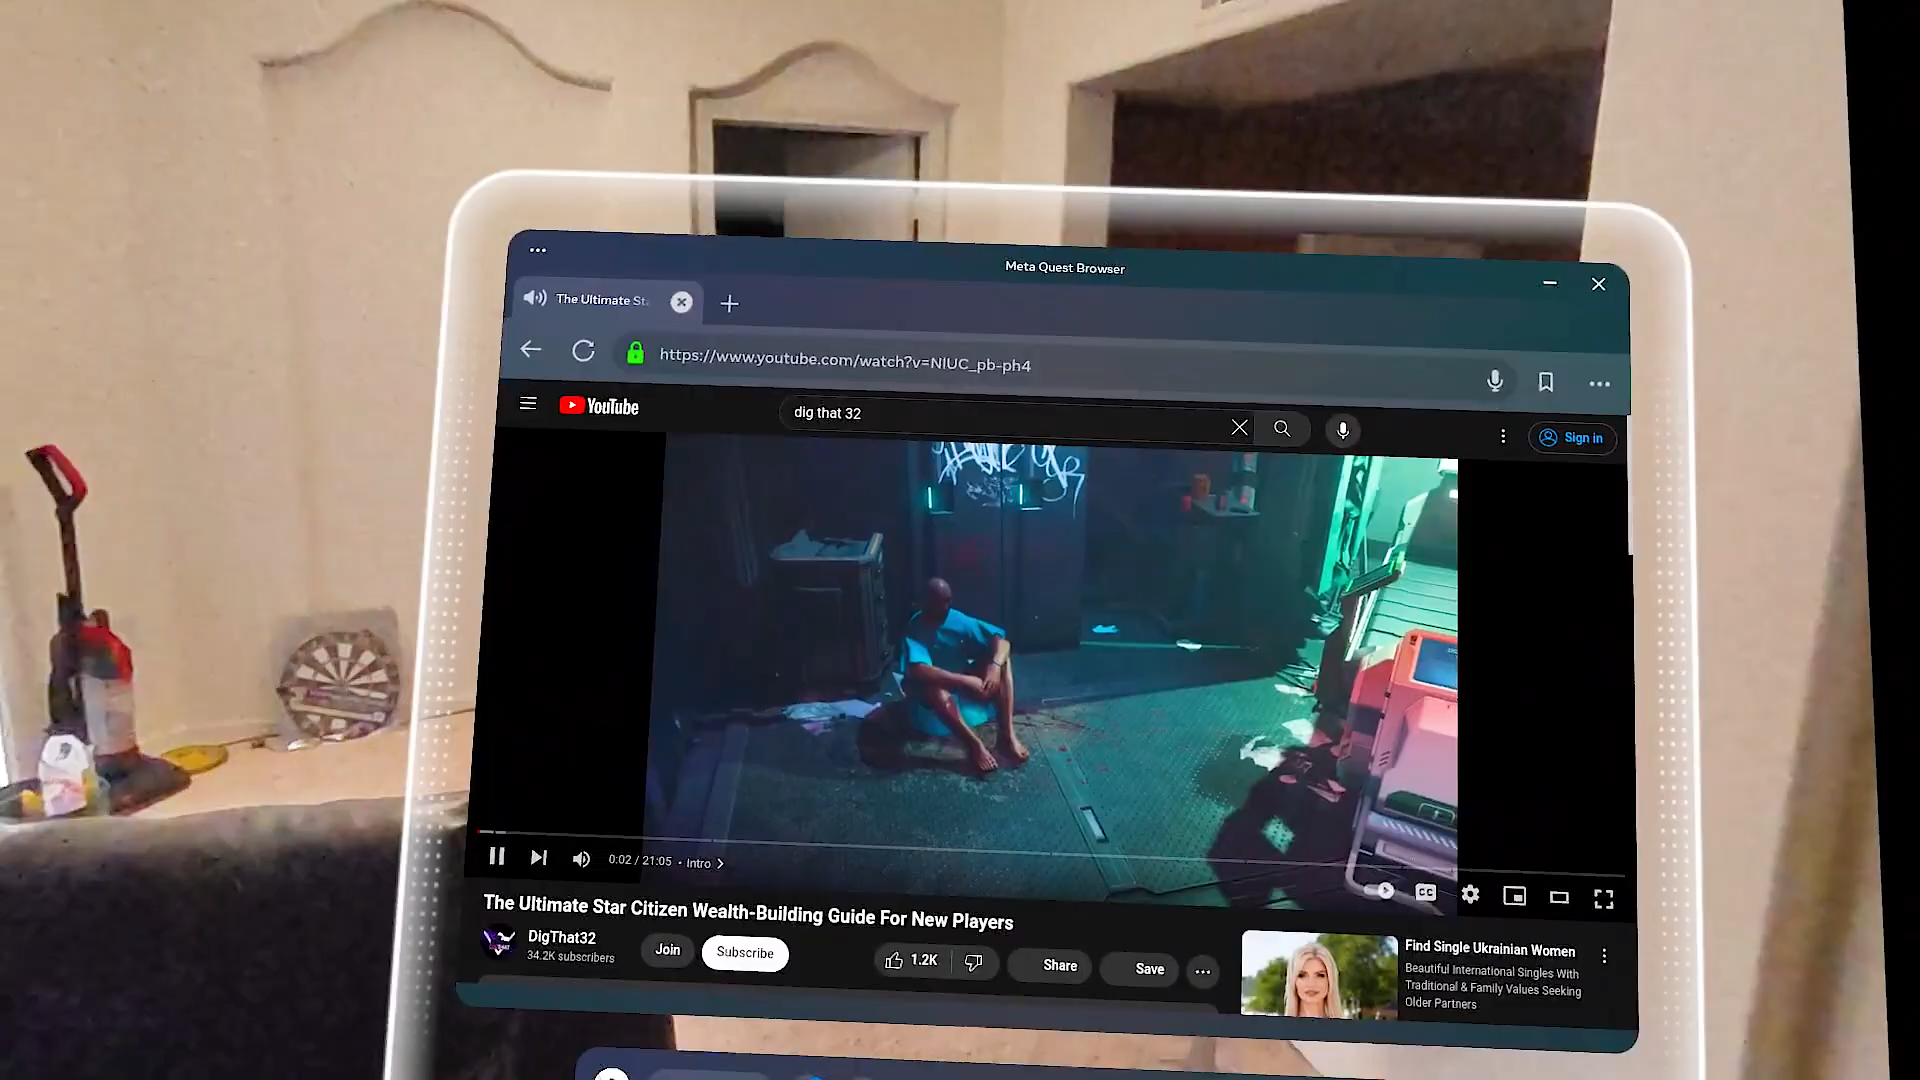 Meta Quest Browser
The Ultimate St
https://www.youtube.com/watch?v=NIUC_pb-ph4
YouTube
dig that 32
Sign in
0:02 / 21:05 • Intro
CC
The Ultimate Star Citizen Wealth-Building Guide For New Players
DigThat32
34.2K subscribers
Join
Subscribe
1.2K
Share
Save
Find Single Ukrainian Women
Beautiful International Singles With
Traditional & Family Values Seeking
Older Partners